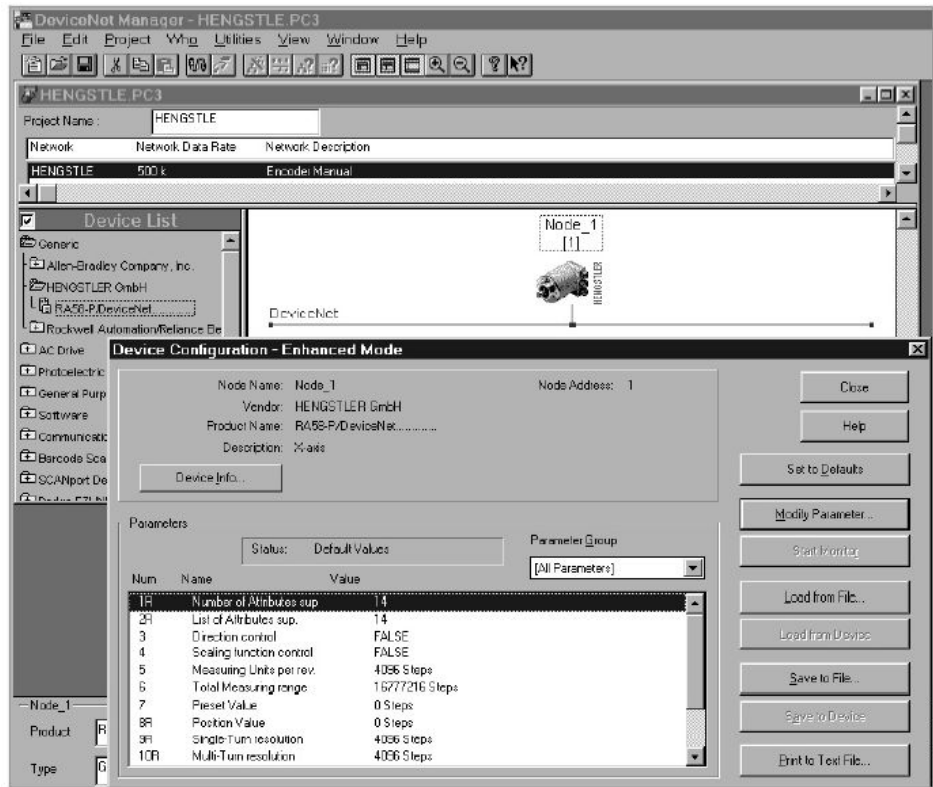 DeviceNet Manager - HENGSTLE.PC3
File Edit Project Who Utilities View Window Help
HENGSTLE.PC3
Project Name : HENGSTLE
Network Network Data Rate Network Description
HENGSTLE 500 k Encoder Manual
Device List
Generic
Allen-Bradley Company, Inc.
HENGSTLER GmbH
RA58-P/DeviceNet.............
Rockwell Automation/Reliance Ele
AC Drive
Photoelectric
General Purp
Software
Communicatic
Barcode Sca
SCANport De
Node_1
[1]
HENGSTLER
DeviceNet
Device Configuration - Enhanced Mode
Node Name: Node_1 Node Address: 1
Vendor: HENGSTLER GmbH
Product Name: RA58-P/DeviceNet.............
Description: X-axis
Device Info...
Close
Help
Set to Defaults
Modify Parameter...
Start Monitor
Load from File...
Load from Device
Save to File...
Save to Device
Print to Text File...
Parameters
Status: Default Values
Parameter Group
[All Parameters]
Num Name Value
1R Number of Attributes sup 14
2R List of Attributes sup. 14
3 Direction control FALSE
4 Scaling function control FALSE
5 Measuring Units per rev. 4096 Steps
6 Total Measuring range 16777216 Steps
7 Preset Value 0 Steps
8R Position Value 0 Steps
9R Single-Turn resolution 4096 Steps
10R Multi-Turn resolution 4096 Steps
Node_1
Product R
Type G